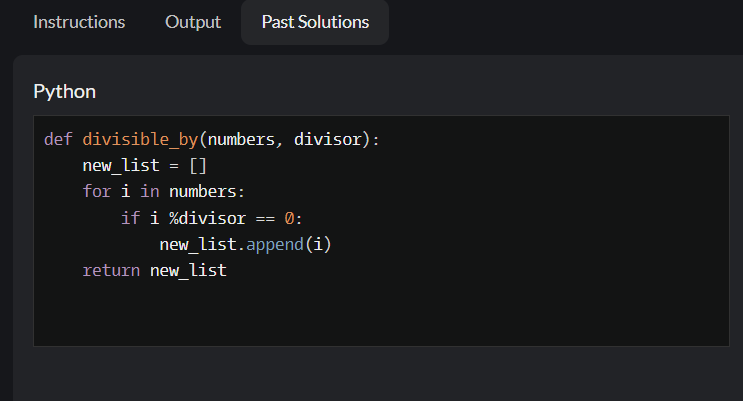 Instructions Output Past Solutions
Python
def divisible_by(numbers, divisor):
    new_list = []
    for i in numbers:
        if i %divisor == 0:
            new_list.append(i)
    return new_list